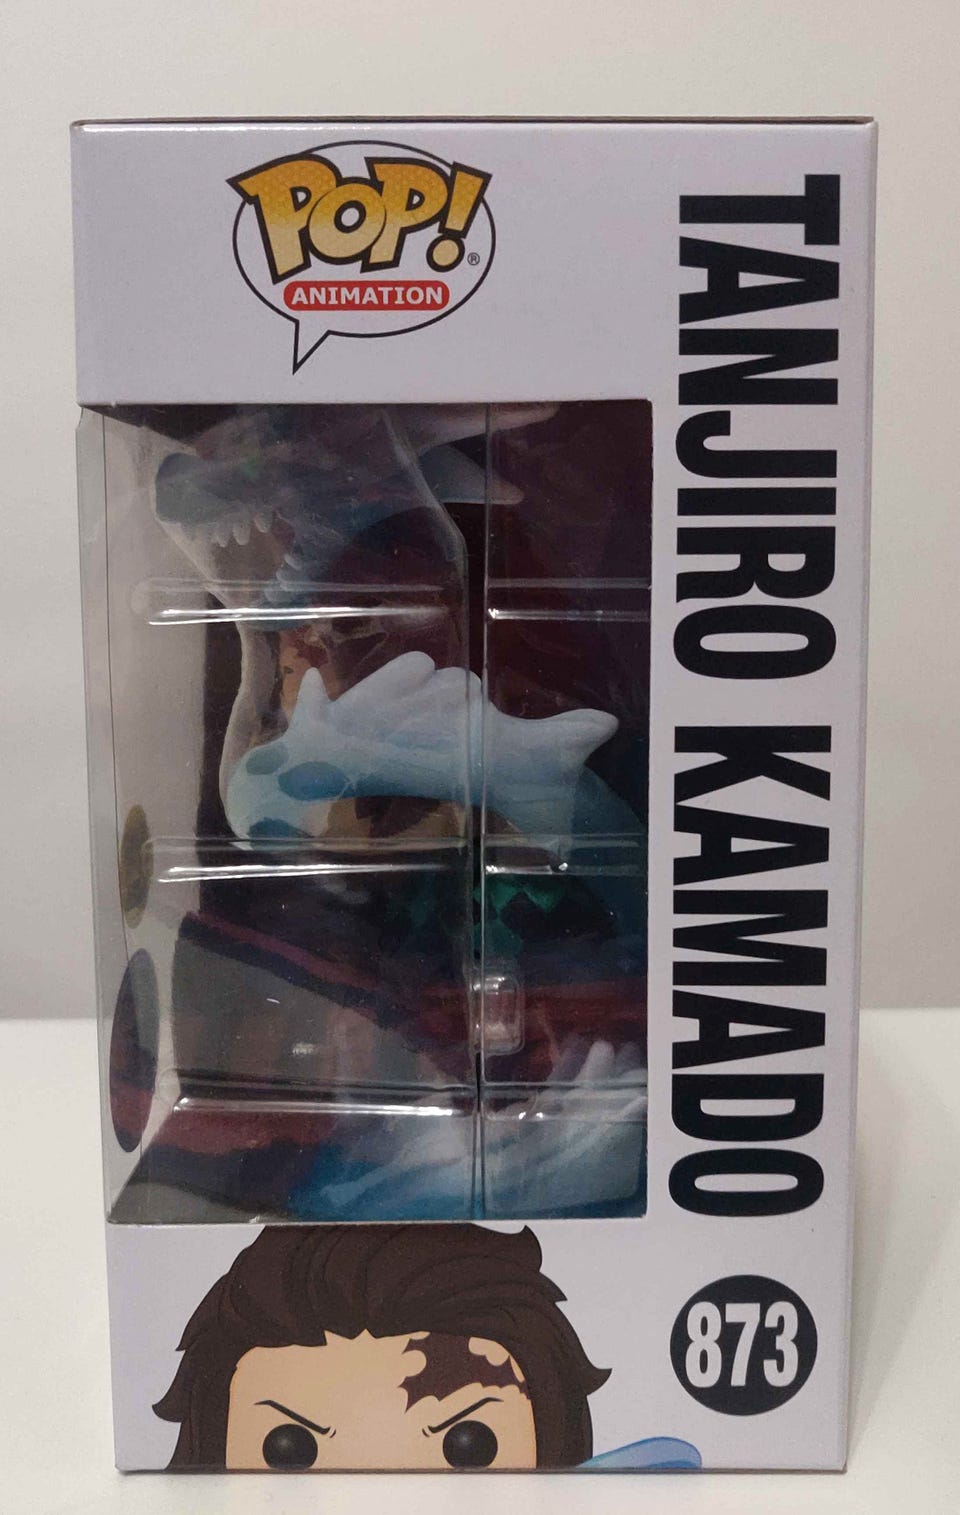 POP!®
ANIMATION
TANJIRO KAMADO
873